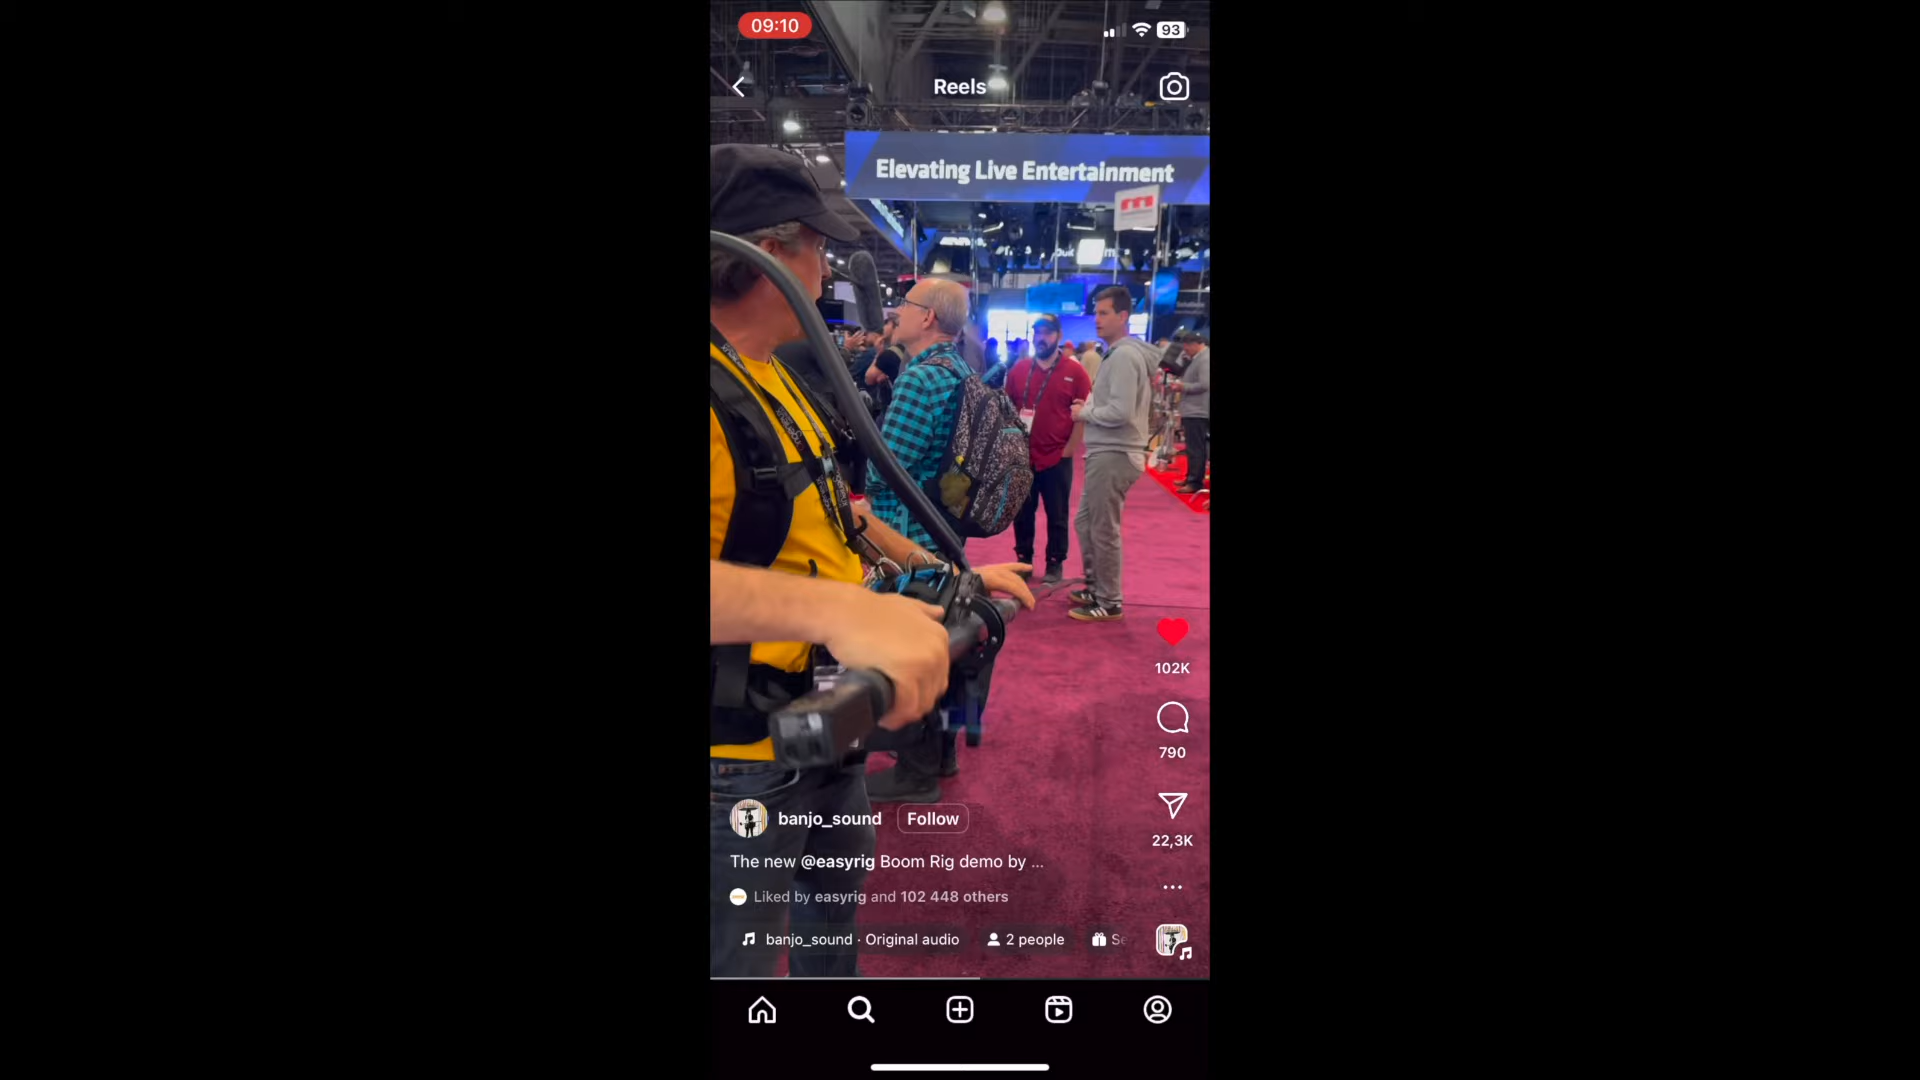 09:10
93
Reels
Elevating Live Entertainment
102K
790
22,3K
banjo_sound Follow
The new @easyrig Boom Rig demo by ...
Liked by easyrig and 102 448 others
banjo_sound · Original audio 2 people